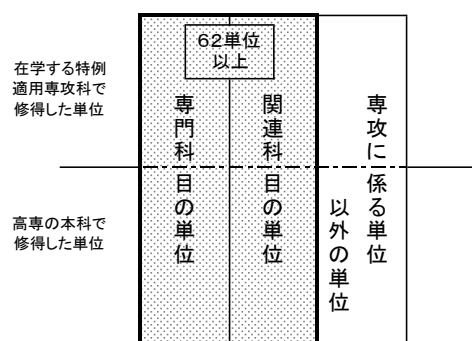 62単位
以上
在学する特例
適用専攻科で
修得した単位
専門科目の単位
関連科目の単位
専攻に係る単位
以外の単位
高専の本科で
修得した単位